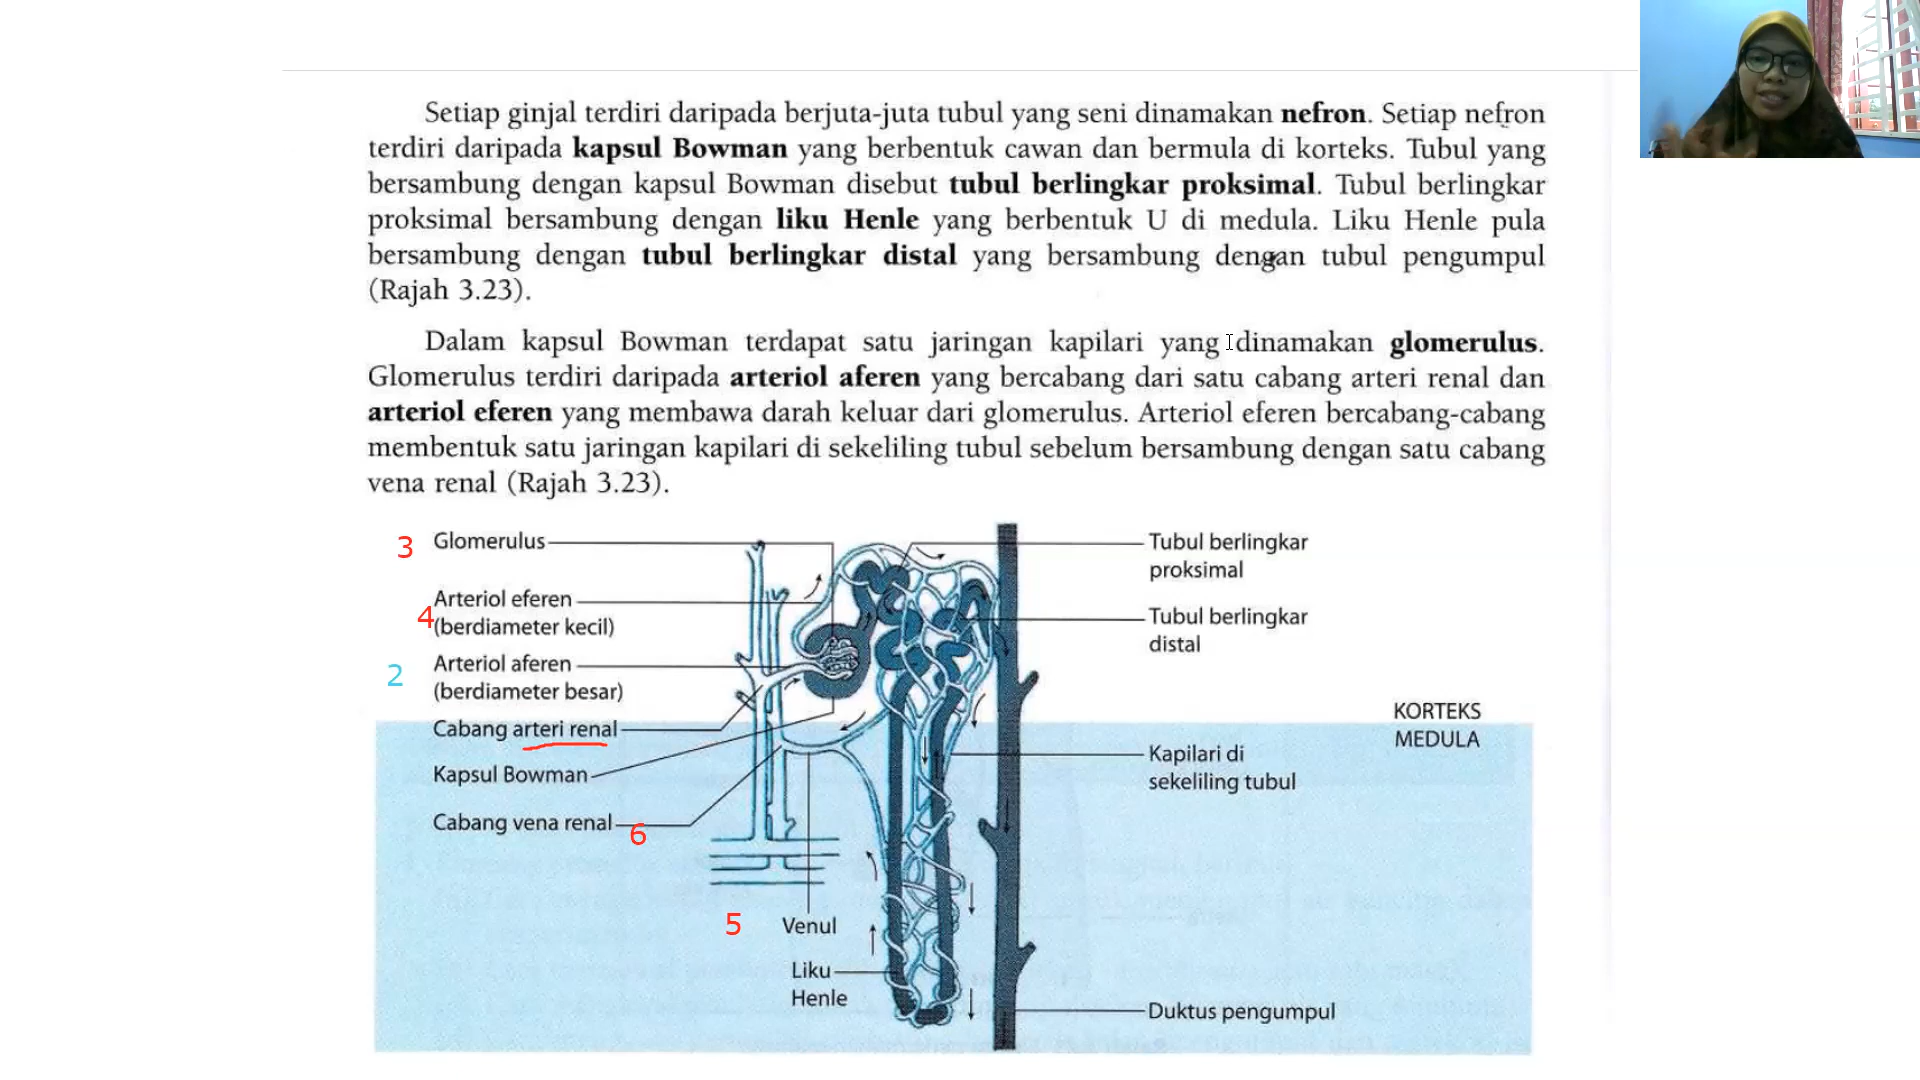 Setiap ginjal terdiri daripada berjuta-juta tubul yang seni dinamakan nefron. Setiap nefron
terdiri daripada kapsul Bowman yang berbentuk cawan dan bermula di korteks. Tubul yang
bersambung dengan kapsul Bowman disebut tubul berlingkar proksimal. Tubul berlingkar
proksimal bersambung dengan liku Henle yang berbentuk U di medula. Liku Henle pula
bersambung dengan tubul berlingkar distal yang bersambung dengan tubul pengumpul
(Rajah 3.23).
Dalam kapsul Bowman terdapat satu jaringan kapilari yang dinamakan glomerulus.
Glomerulus terdiri daripada arteriol aferen yang bercabang dari satu cabang arteri renal dan
arteriol eferen yang membawa darah keluar dari glomerulus. Arteriol eferen bercabang-cabang
membentuk satu jaringan kapilari di sekeliling tubul sebelum bersambung dengan satu cabang
vena renal (Rajah 3.23).
3 Glomerulus
4 Arteriol eferen
(berdiameter kecil)
2 Arteriol aferen
(berdiameter besar)
Cabang arteri renal
Kapsul Bowman
Cabang vena renal 6
5 Venul
Liku
Henle
Tubul berlingkar
proksimal
Tubul berlingkar
distal
KORTEKS
MEDULA
Kapilari di
sekeliling tubul
Duktus pengumpul